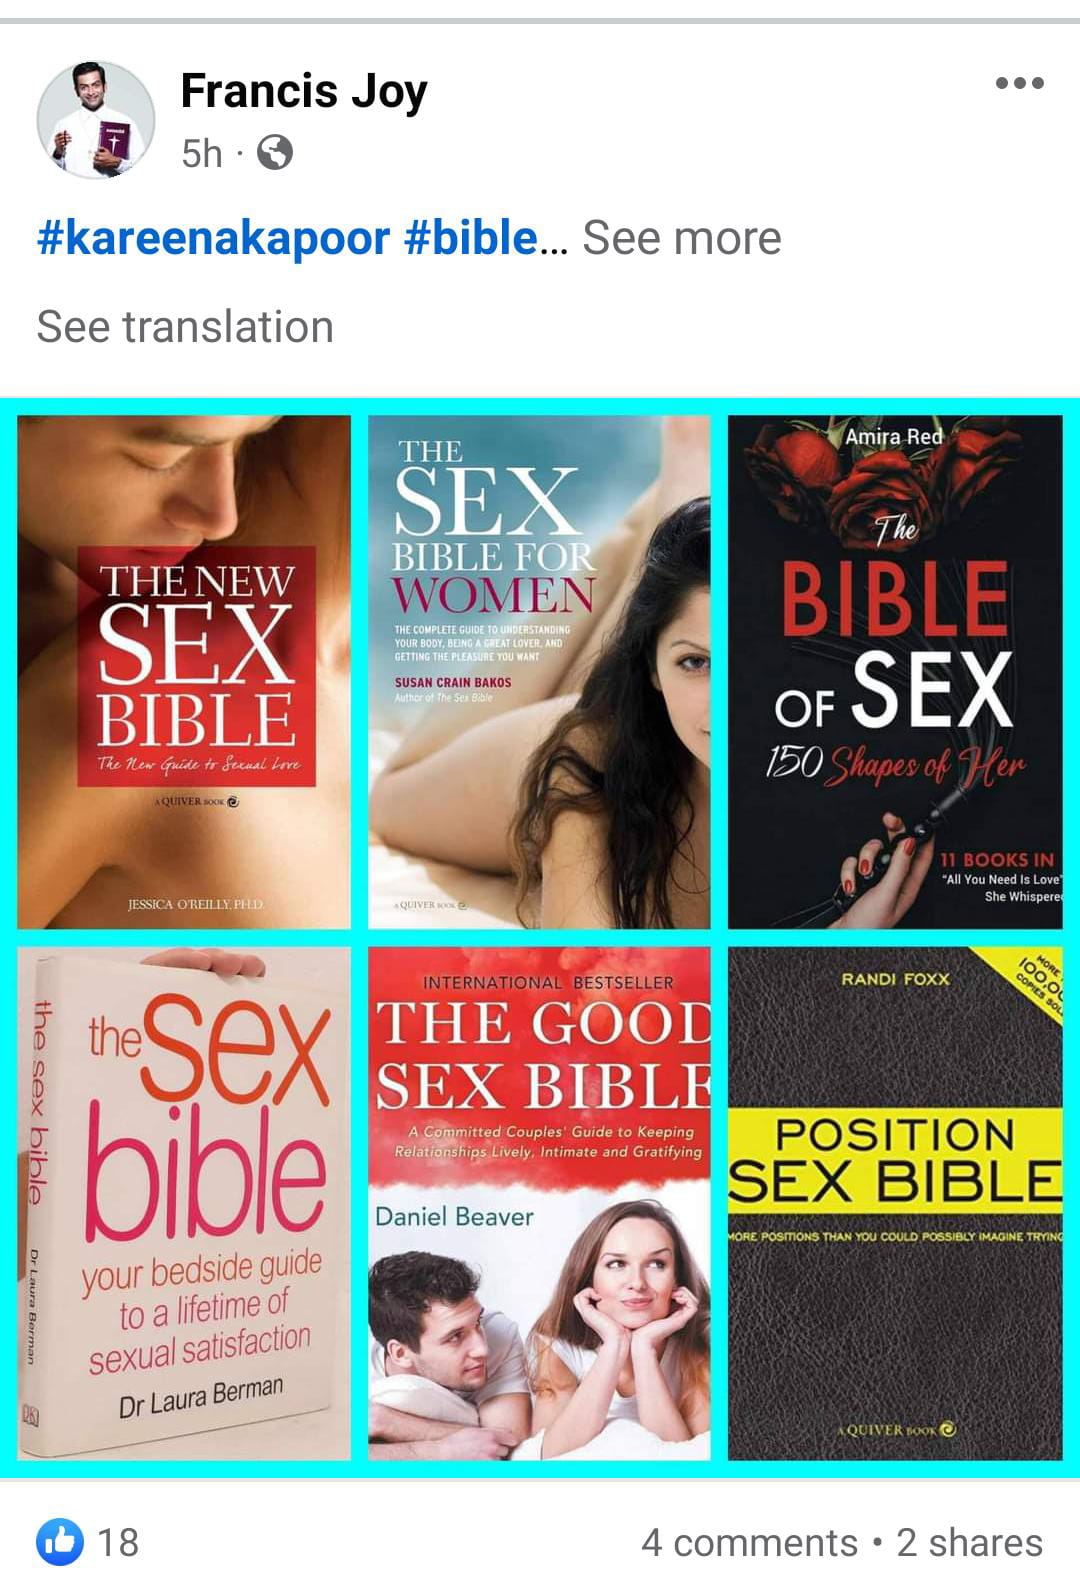 Francis Joy
5h ·
#kareenakapoor #bible... See more
See translation
THE NEW
SEX
BIBLE
The New Guide to Sexual Love
A QUIVER BOOK
JESSICA O'REILLY, PH.D.
THE
SEX
BIBLE FOR
WOMEN
THE COMPLETE GUIDE TO UNDERSTANDING
YOUR BODY, BEING A GREAT LOVER, AND
GETTING THE PLEASURE YOU WANT
SUSAN CRAIN BAKOS
Author of The Sex Bible
A QUIVER BOOK
Amira Red
The
BIBLE
OF SEX
150 Shapes of Her
11 BOOKS IN
"All You Need Is Love"
She Whispere
the sex bible
Dr Laura Berman
DK
the sex
bible
your bedside guide
to a lifetime of
sexual satisfaction
Dr Laura Berman
INTERNATIONAL BESTSELLER
THE GOOD
SEX BIBLE
A Committed Couples' Guide to Keeping
Relationships Lively, Intimate and Gratifying
Daniel Beaver
RANDI FOXX
MORE
100,0
COPIES SOL
POSITION
SEX BIBLE
MORE POSITIONS THAN YOU COULD POSSIBLY IMAGINE TRYING
A QUIVER BOOK
18
4 comments • 2 shares